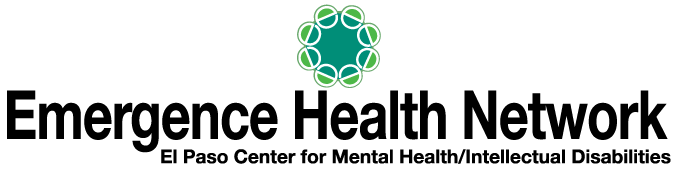 Emergence Health Network
El Paso Center for Mental Health/Intellectual Disabilities